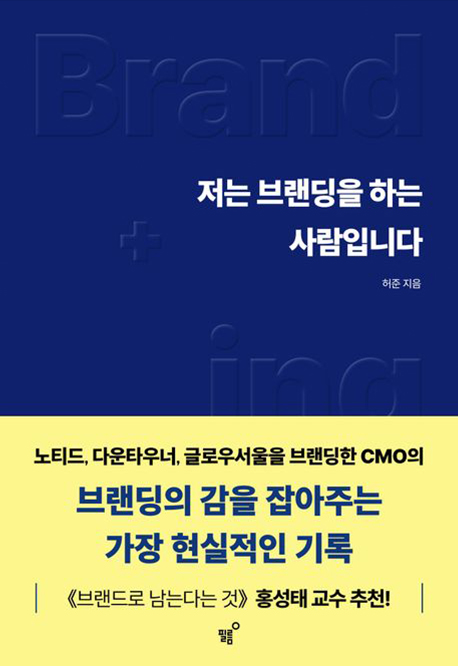 Brand
저는 브랜딩을 하는
+
사람입니다
허준 지음
ing
노티드, 다운타우너, 글로우서울을 브랜딩한 CMO의
브랜딩의 감을 잡아주는
가장 현실적인 기록
《브랜드로 남는다는 것》 홍성태 교수 추천!
필름